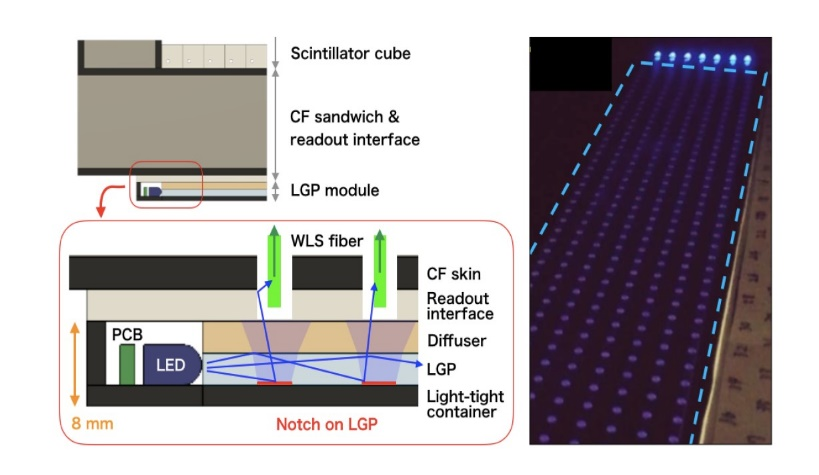 Scintillator cube
CF sandwich &
readout interface
LGP module
WLS fiber
CF skin
Readout
interface
PCB
Diffuser
LED
LGP
Light-tight
container
8 mm
Notch on LGP